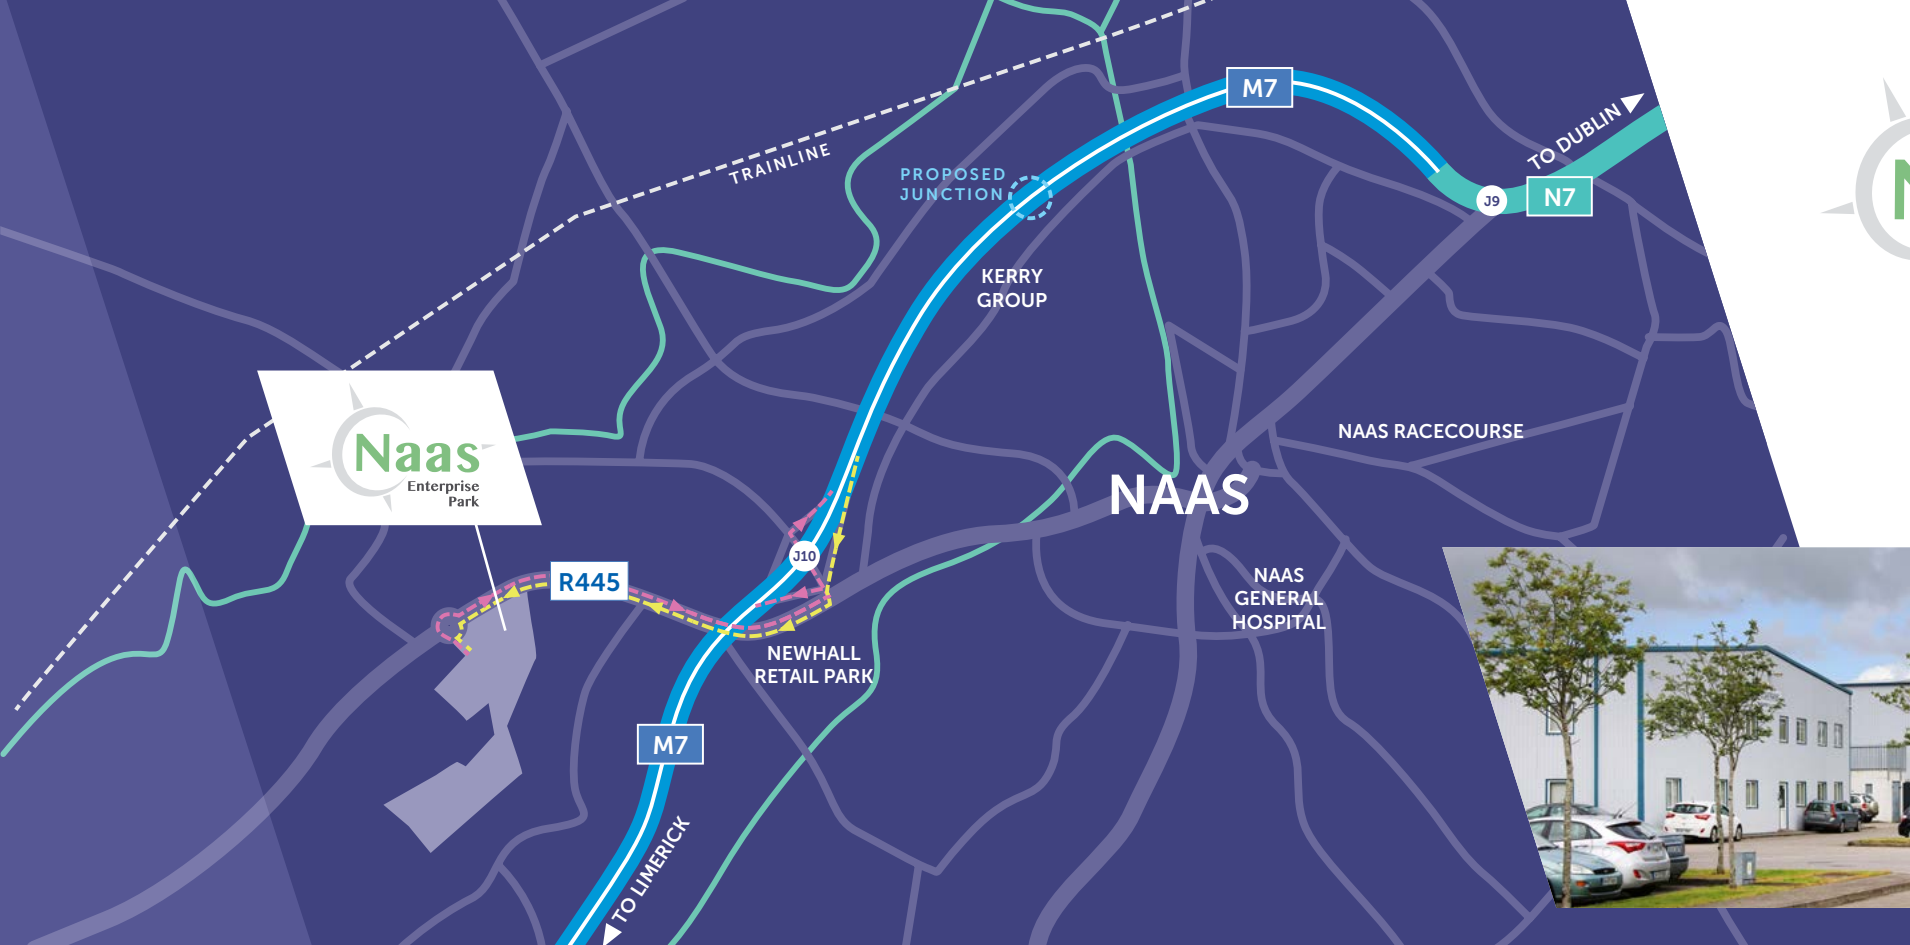 M7
TO DUBLIN
TRAINLINE
PROPOSED
JUNCTION
J9
N7
KERRY
GROUP
NAAS RACECOURSE
Naas
Enterprise
Park
NAAS
J10
R445
NAAS
GENERAL
HOSPITAL
NEWHALL
RETAIL PARK
M7
TO LIMERICK